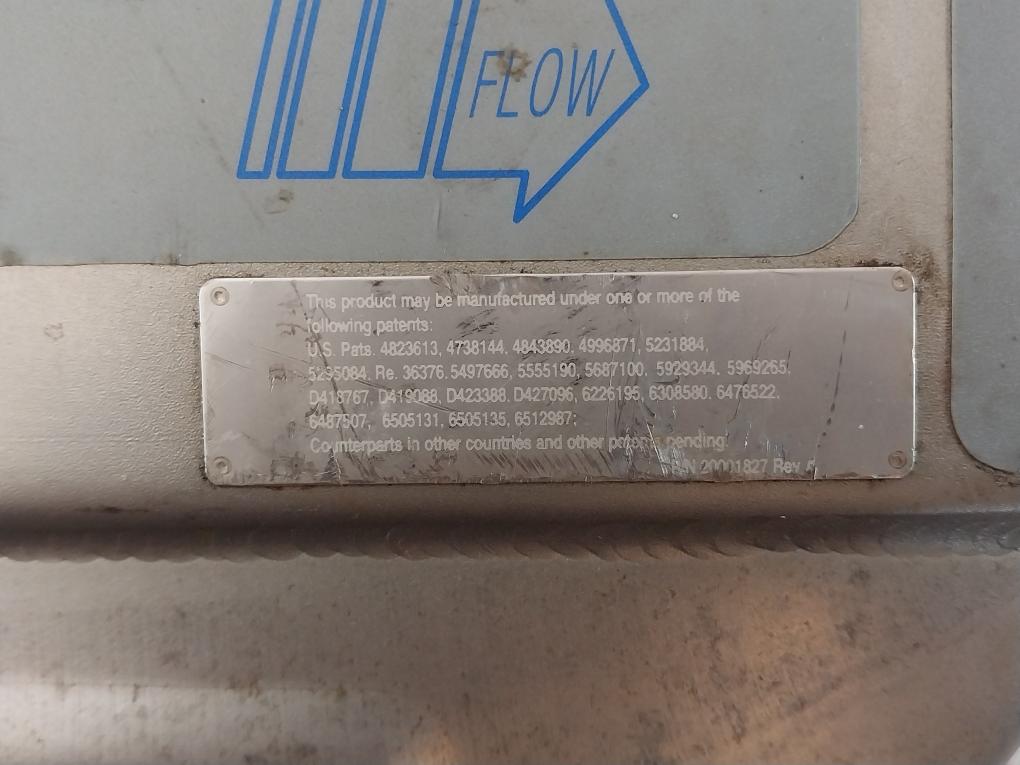 FLOW
This product may be manufactured under one or more of the
following patents:
U.S. Pats. 4823613, 4738144, 4843890, 4996871, 5231884,
5295084, Re. 36376, 5497666, 5555190, 5687100, 5929344, 5969265,
D418767, D419088, D423388, D427096, 6226195, 6308580, 6476522,
6487507, 6505131, 6505135, 6512987;
Counterparts in other countries and other patents pending.
P/N 20001827 Rev A